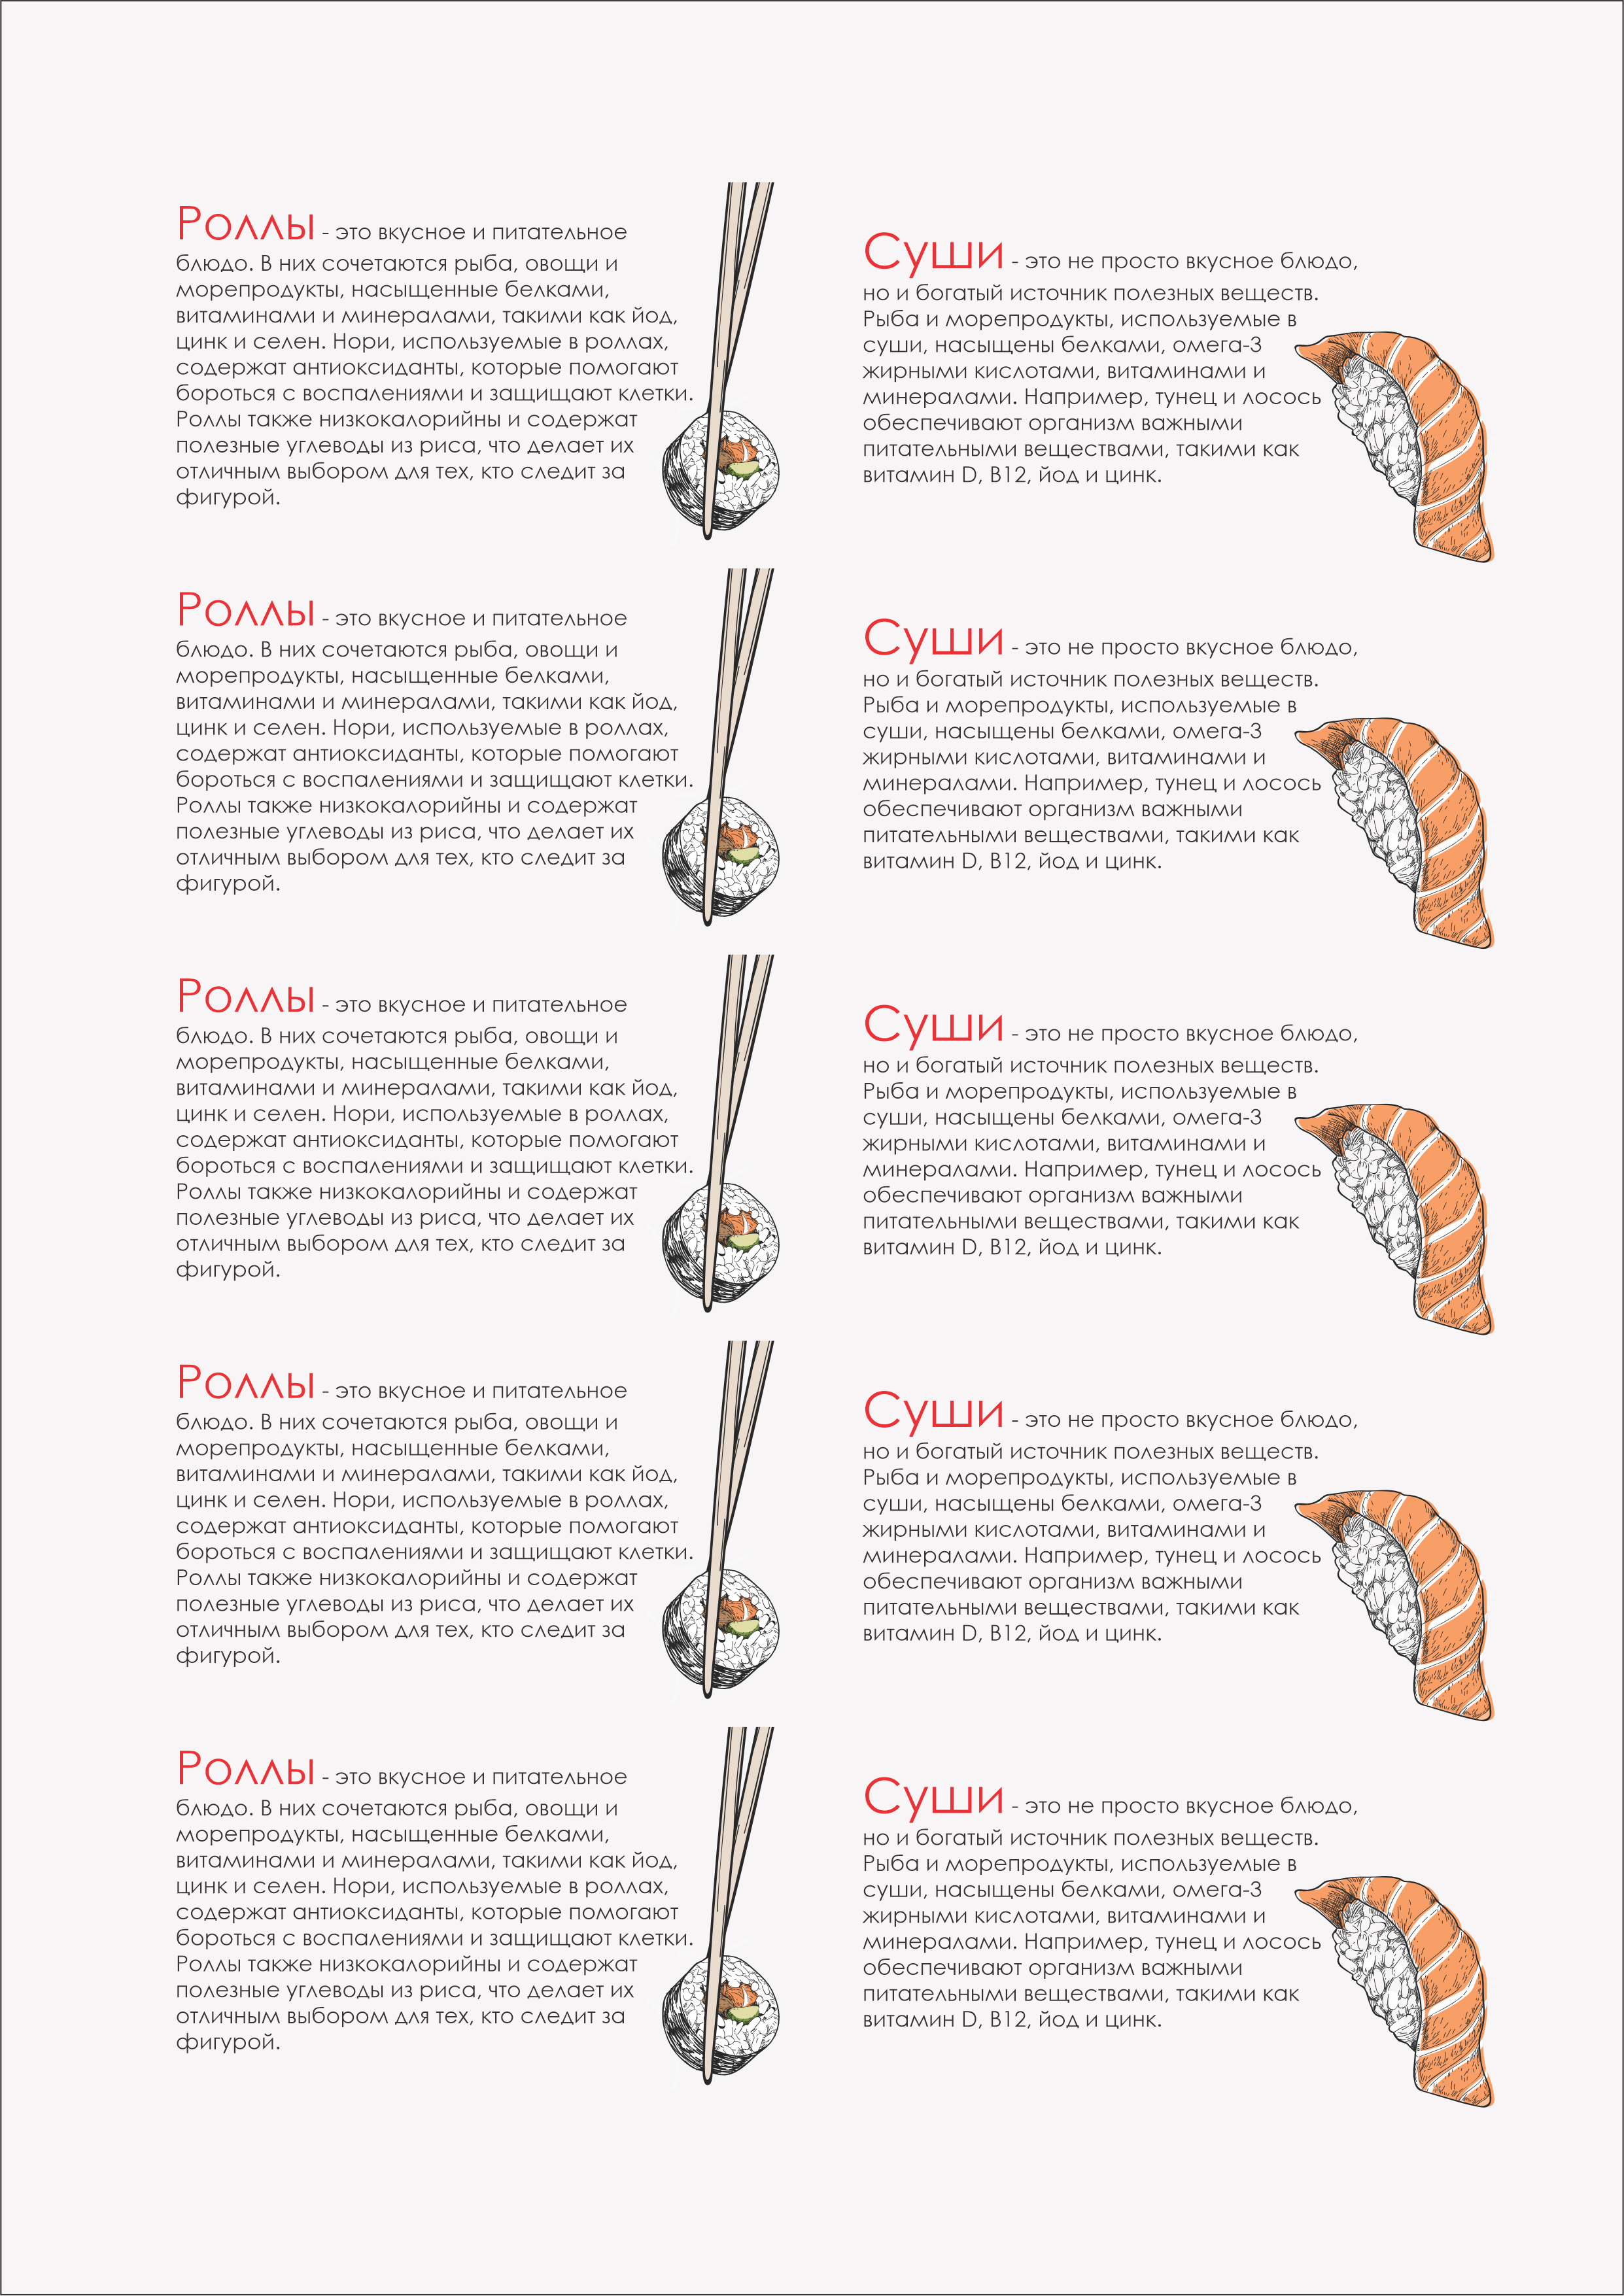 Роллы - это вкусное и питательное
блюдо. В них сочетаются рыба, овощи и
морепродукты, насыщенные белками,
витаминами и минералами, такими как йод,
цинк и селен. Нори, используемые в роллах,
содержат антиоксиданты, которые помогают
бороться с воспалениями и защищают клетки.
Роллы также низкокалорийны и содержат
полезные углеводы из риса, что делает их
отличным выбором для тех, кто следит за
фигурой.
Суши - это не просто вкусное блюдо,
но и богатый источник полезных веществ.
Рыба и морепродукты, используемые в
суши, насыщены белками, омега-3
жирными кислотами, витаминами и
минералами. Например, тунец и лосось
обеспечивают организм важными
питательными веществами, такими как
витамин D, B12, йод и цинк.
Роллы - это вкусное и питательное
блюдо. В них сочетаются рыба, овощи и
морепродукты, насыщенные белками,
витаминами и минералами, такими как йод,
цинк и селен. Нори, используемые в роллах,
содержат антиоксиданты, которые помогают
бороться с воспалениями и защищают клетки.
Роллы также низкокалорийны и содержат
полезные углеводы из риса, что делает их
отличным выбором для тех, кто следит за
фигурой.
Суши - это не просто вкусное блюдо,
но и богатый источник полезных веществ.
Рыба и морепродукты, используемые в
суши, насыщены белками, омега-3
жирными кислотами, витаминами и
минералами. Например, тунец и лосось
обеспечивают организм важными
питательными веществами, такими как
витамин D, B12, йод и цинк.
Роллы - это вкусное и питательное
блюдо. В них сочетаются рыба, овощи и
морепродукты, насыщенные белками,
витаминами и минералами, такими как йод,
цинк и селен. Нори, используемые в роллах,
содержат антиоксиданты, которые помогают
бороться с воспалениями и защищают клетки.
Роллы также низкокалорийны и содержат
полезные углеводы из риса, что делает их
отличным выбором для тех, кто следит за
фигурой.
Суши - это не просто вкусное блюдо,
но и богатый источник полезных веществ.
Рыба и морепродукты, используемые в
суши, насыщены белками, омега-3
жирными кислотами, витаминами и
минералами. Например, тунец и лосось
обеспечивают организм важными
питательными веществами, такими как
витамин D, B12, йод и цинк.
Роллы - это вкусное и питательное
блюдо. В них сочетаются рыба, овощи и
морепродукты, насыщенные белками,
витаминами и минералами, такими как йод,
цинк и селен. Нори, используемые в роллах,
содержат антиоксиданты, которые помогают
бороться с воспалениями и защищают клетки.
Роллы также низкокалорийны и содержат
полезные углеводы из риса, что делает их
отличным выбором для тех, кто следит за
фигурой.
Суши - это не просто вкусное блюдо,
но и богатый источник полезных веществ.
Рыба и морепродукты, используемые в
суши, насыщены белками, омега-3
жирными кислотами, витаминами и
минералами. Например, тунец и лосось
обеспечивают организм важными
питательными веществами, такими как
витамин D, B12, йод и цинк.
Роллы - это вкусное и питательное
блюдо. В них сочетаются рыба, овощи и
морепродукты, насыщенные белками,
витаминами и минералами, такими как йод,
цинк и селен. Нори, используемые в роллах,
содержат антиоксиданты, которые помогают
бороться с воспалениями и защищают клетки.
Роллы также низкокалорийны и содержат
полезные углеводы из риса, что делает их
отличным выбором для тех, кто следит за
фигурой.
Суши - это не просто вкусное блюдо,
но и богатый источник полезных веществ.
Рыба и морепродукты, используемые в
суши, насыщены белками, омега-3
жирными кислотами, витаминами и
минералами. Например, тунец и лосось
обеспечивают организм важными
питательными веществами, такими как
витамин D, B12, йод и цинк.